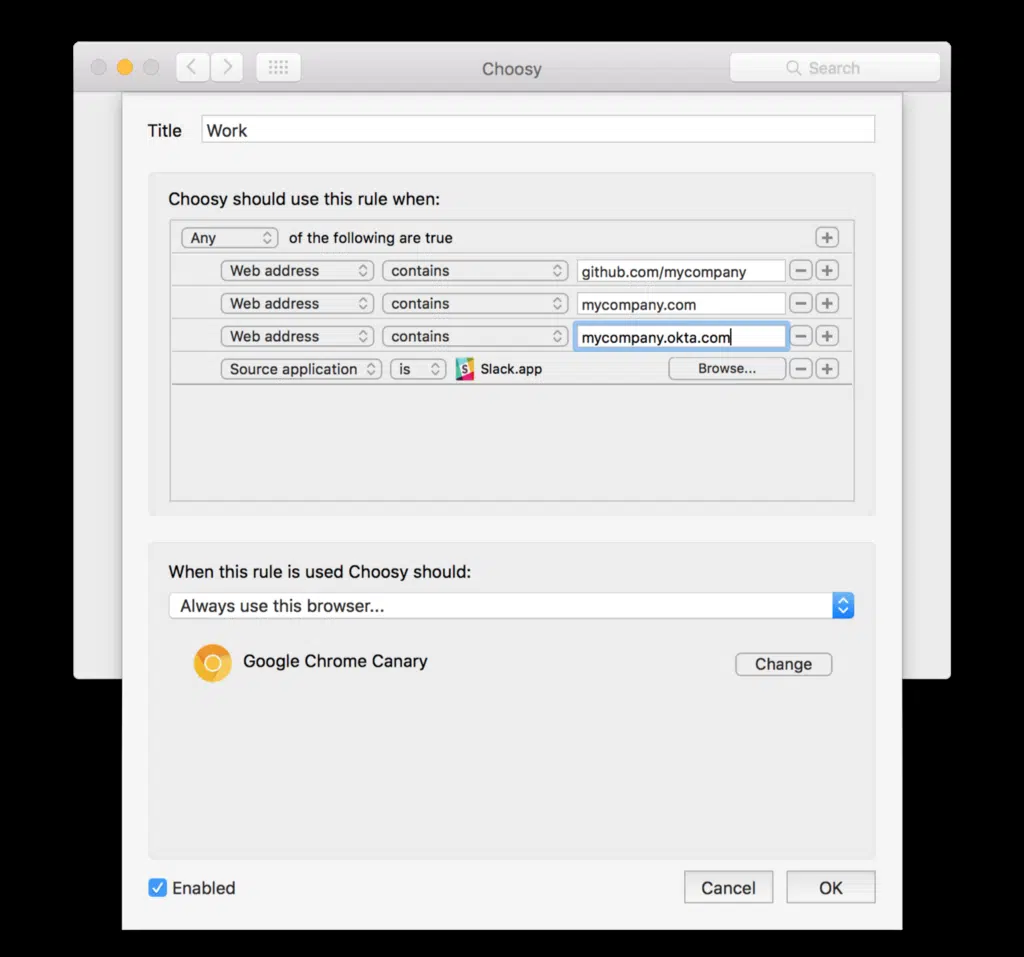 Choosy
Search
Title Work
Choosy should use this rule when:
Any of the following are true
Web address contains github.com/mycompany
Web address contains mycompany.com
Web address contains mycompany.okta.com
Source application is S Slack.app Browse...
When this rule is used Choosy should:
Always use this browser...
Google Chrome Canary Change
Enabled Cancel OK